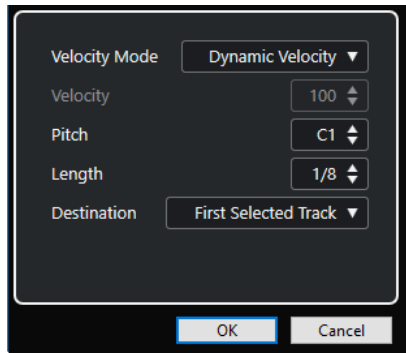 Velocity Mode Dynamic Velocity
Velocity 100
Pitch C1
Length 1/8
Destination First Selected Track
OK Cancel